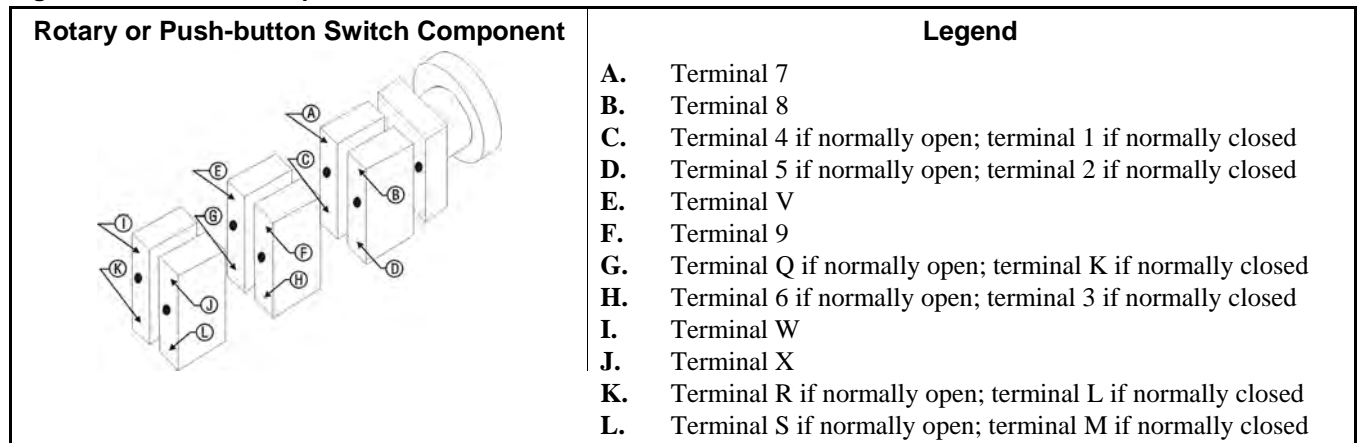 Rotary or Push-button Switch Component
Legend
A. Terminal 7
B. Terminal 8
C. Terminal 4 if normally open; terminal 1 if normally closed
D. Terminal 5 if normally open; terminal 2 if normally closed
E. Terminal V
F. Terminal 9
G. Terminal Q if normally open; terminal K if normally closed
H. Terminal 6 if normally open; terminal 3 if normally closed
I. Terminal W
J. Terminal X
K. Terminal R if normally open; terminal L if normally closed
L. Terminal S if normally open; terminal M if normally closed
A
C
B
E
G
D
I
F
K
H
J
L